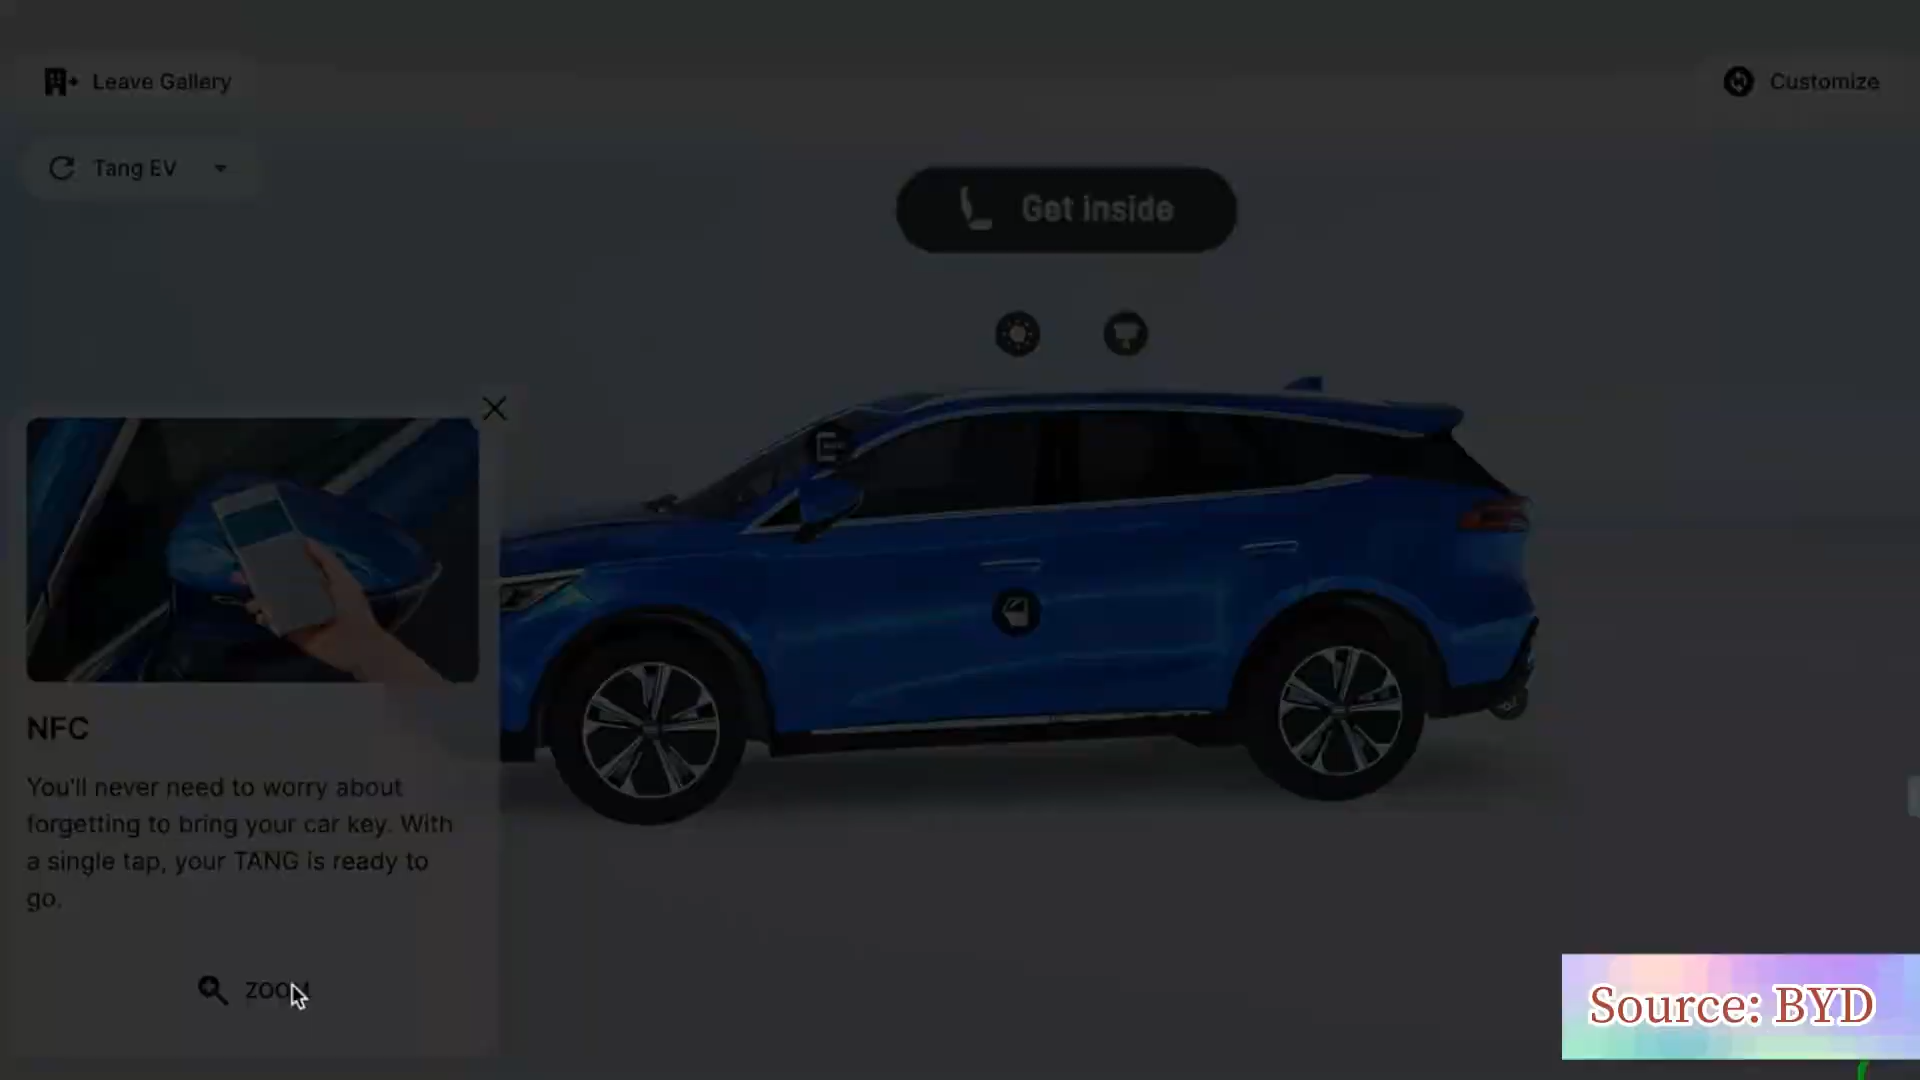 Leave Gallery
Customize
Tang EV
Get inside
NFC
You'll never need to worry about
forgetting to bring your car key. With
a single tap, your TANG is ready to
go.
ZOOM
Source: BYD